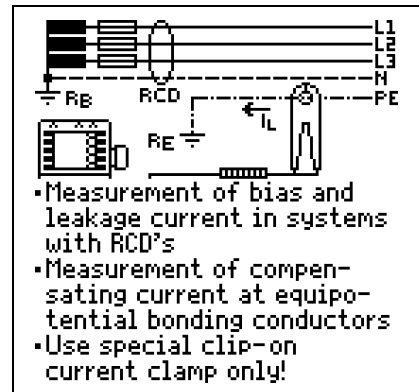 L1
L2
L3
N
RB RCD PE
IL
RE
▪Measurement of bias and
leakage current in systems
with RCD's
▪Measurement of compen-
sating current at equipo-
tential bonding conductors
▪Use special clip-on
current clamp only!